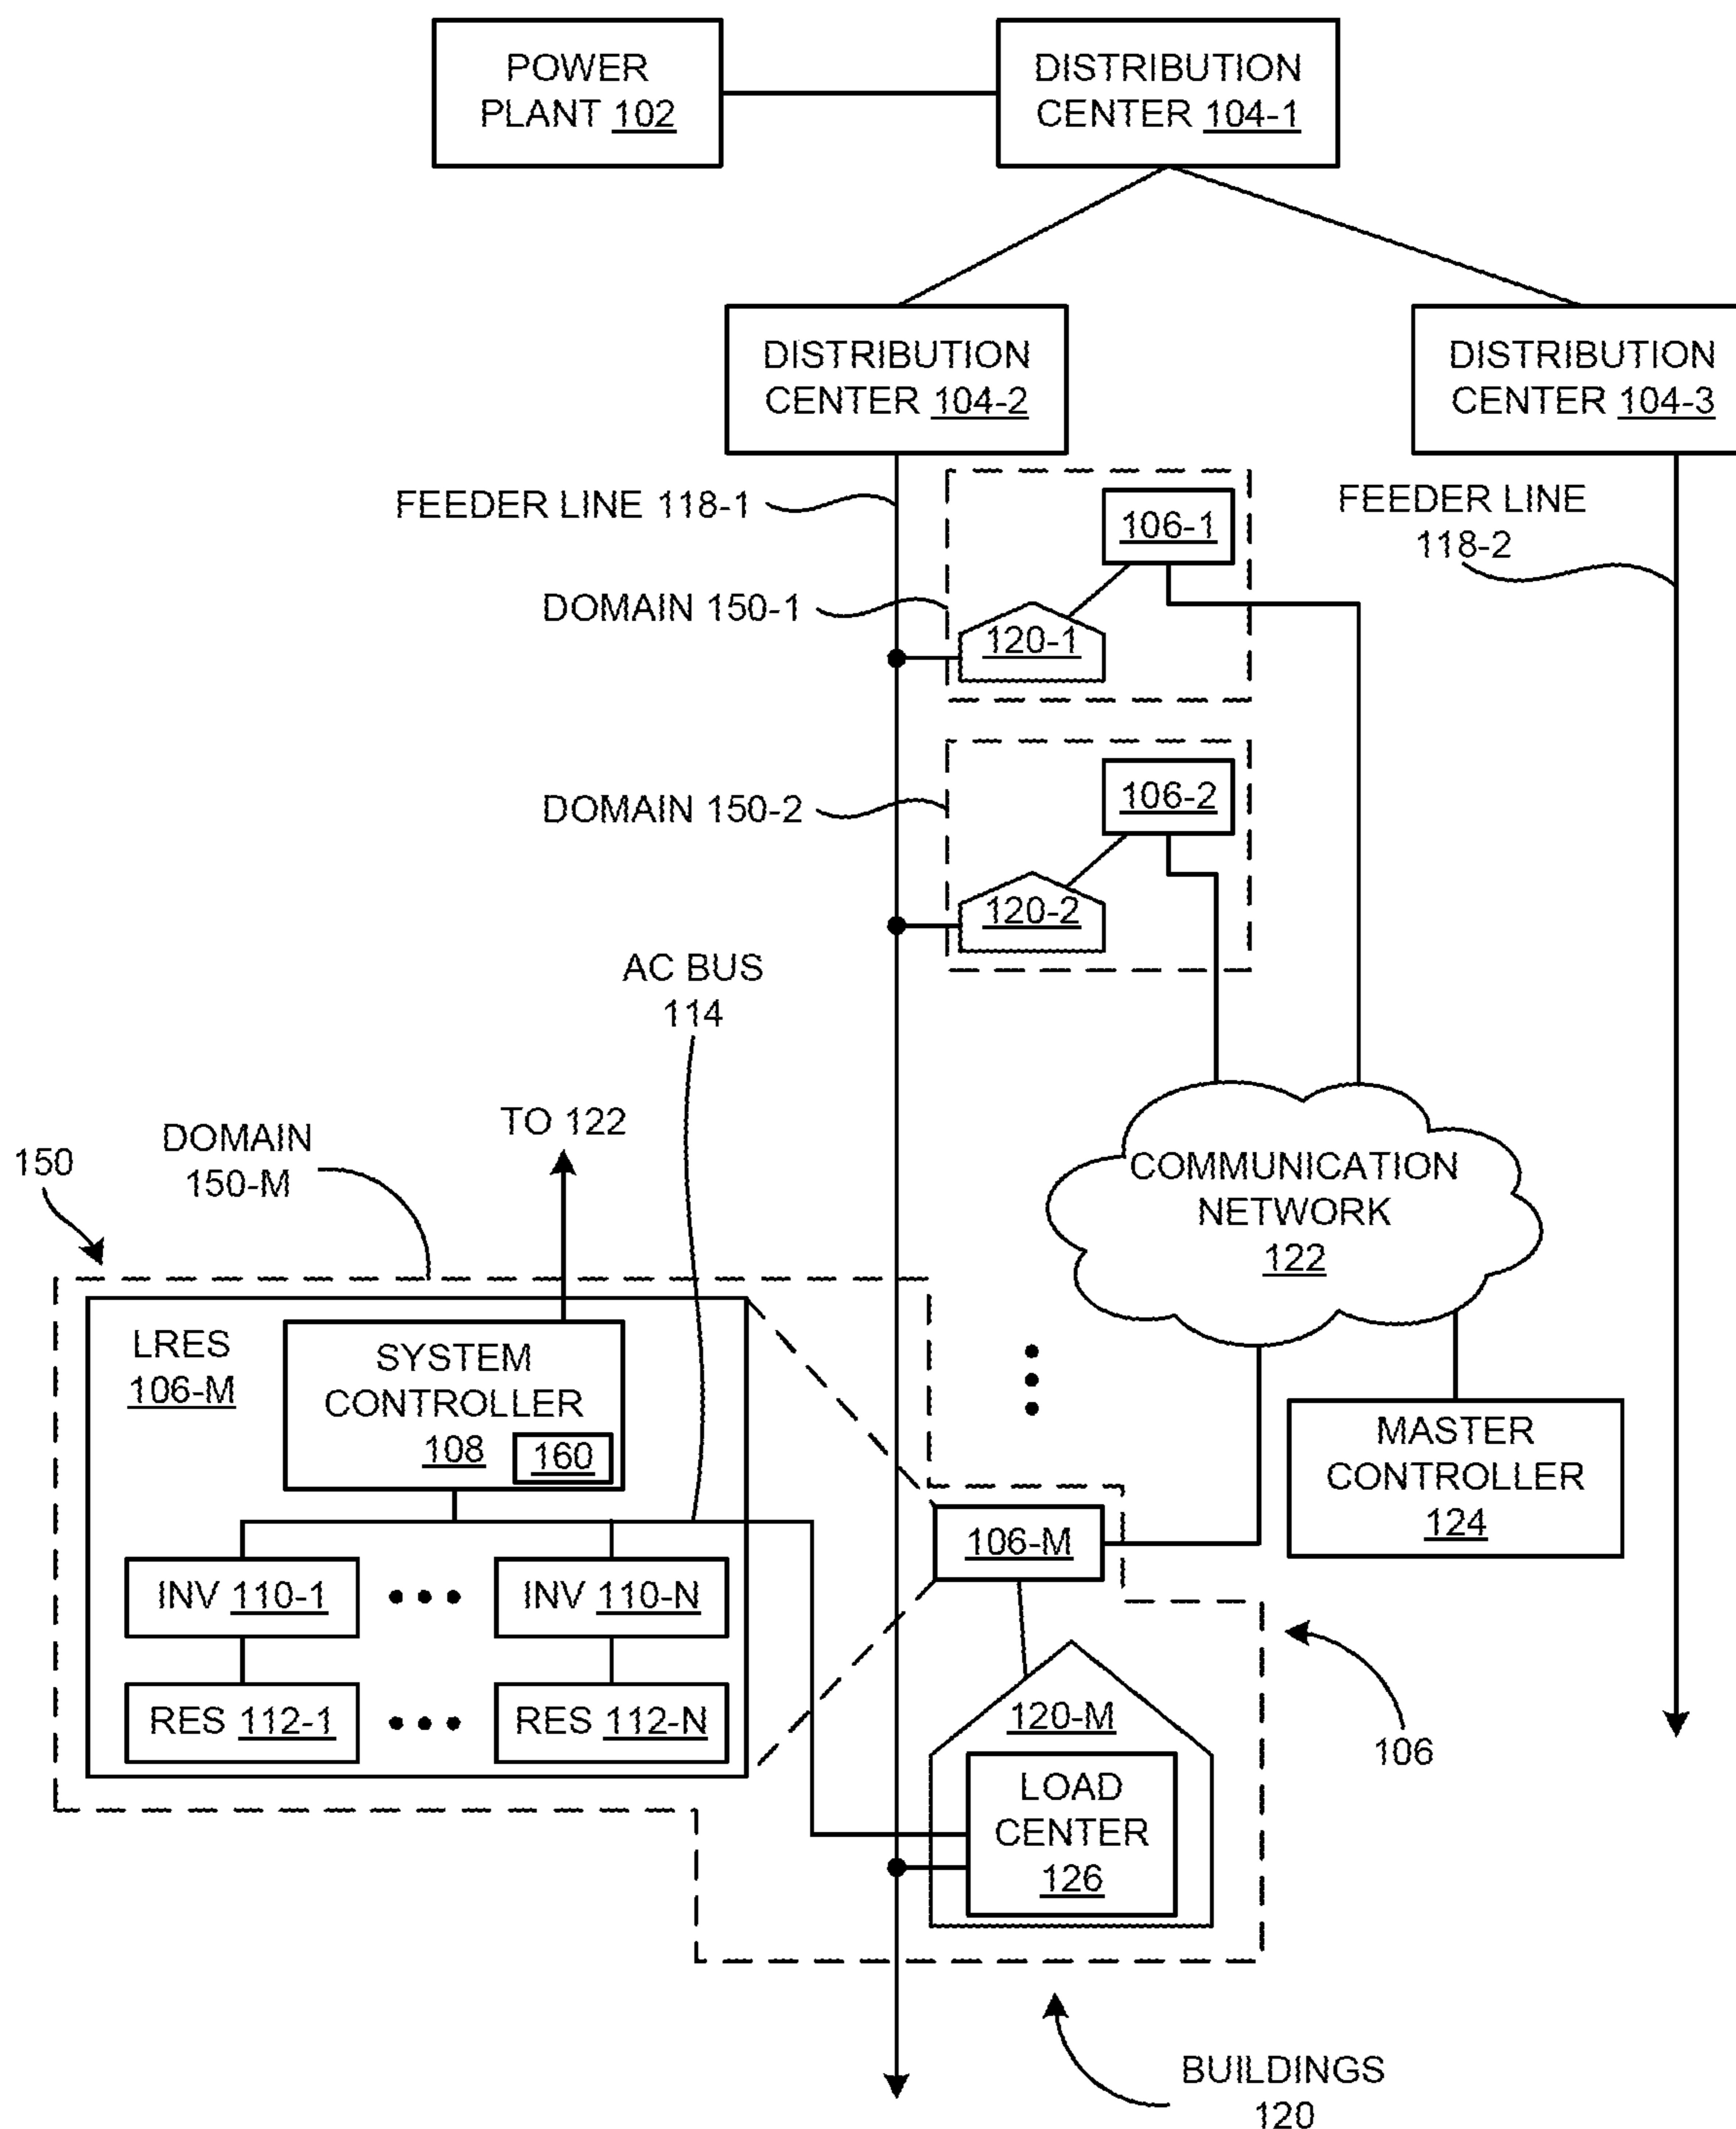 POWER
PLANT 102
DISTRIBUTION
CENTER 104-1
DISTRIBUTION
CENTER 104-2
DISTRIBUTION
CENTER 104-3
FEEDER LINE 118-1
106-1
FEEDER LINE
118-2
DOMAIN 150-1
120-1
DOMAIN 150-2
106-2
120-2
AC BUS
114
TO 122
DOMAIN
150-M
150
COMMUNICATION
NETWORK
122
LRES
106-M
SYSTEM
CONTROLLER
108
160
MASTER
CONTROLLER
124
106-M
INV 110-1
INV 110-N
RES 112-1
RES 112-N
120-M
106
LOAD
CENTER
126
BUILDINGS
120